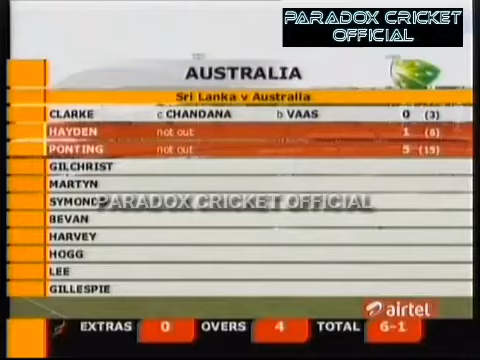 PARADOX CRICKET
OFFICIAL
AUSTRALIA
Sri Lanka v Australia
CLARKE c CHANDANA b VAAS 0 (3)
HAYDEN not out 1 (6)
PONTING not out 5 (15)
GILCHRIST
MARTYN
SYMOND
PARADOX CRICKET OFFICIAL
BEVAN
HARVEY
HOGG
LEE
GILLESPIE
airtel
EXTRAS 0 OVERS 4 TOTAL 6-1